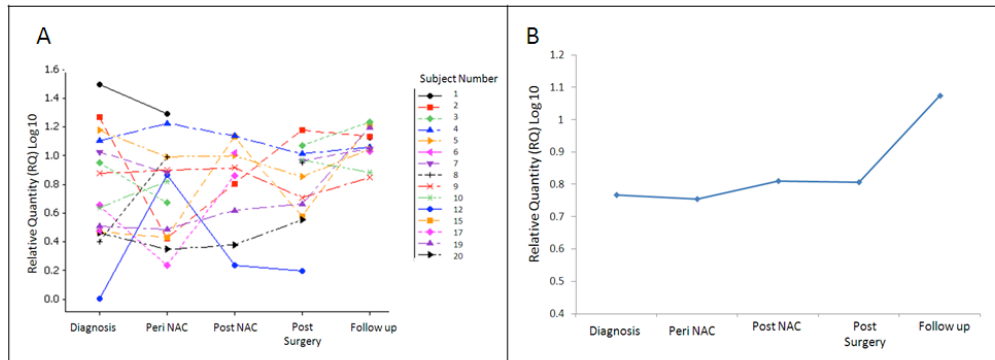 A
Relative Quantity (RQ) Log10
1.6
1.4
1.2
1.0
0.8
0.6
0.4
0.2
0.0
Diagnosis
Peri NAC
Post NAC
Post
Surgery
Follow up
Subject Number
1
2
3
4
5
6
7
8
9
10
12
15
17
19
20
B
Relative Quantity (RQ) Log10
1.2
1.1
1
0.9
0.8
0.7
0.6
0.5
0.4
Diagnosis
Peri NAC
Post NAC
Post
Surgery
Follow up